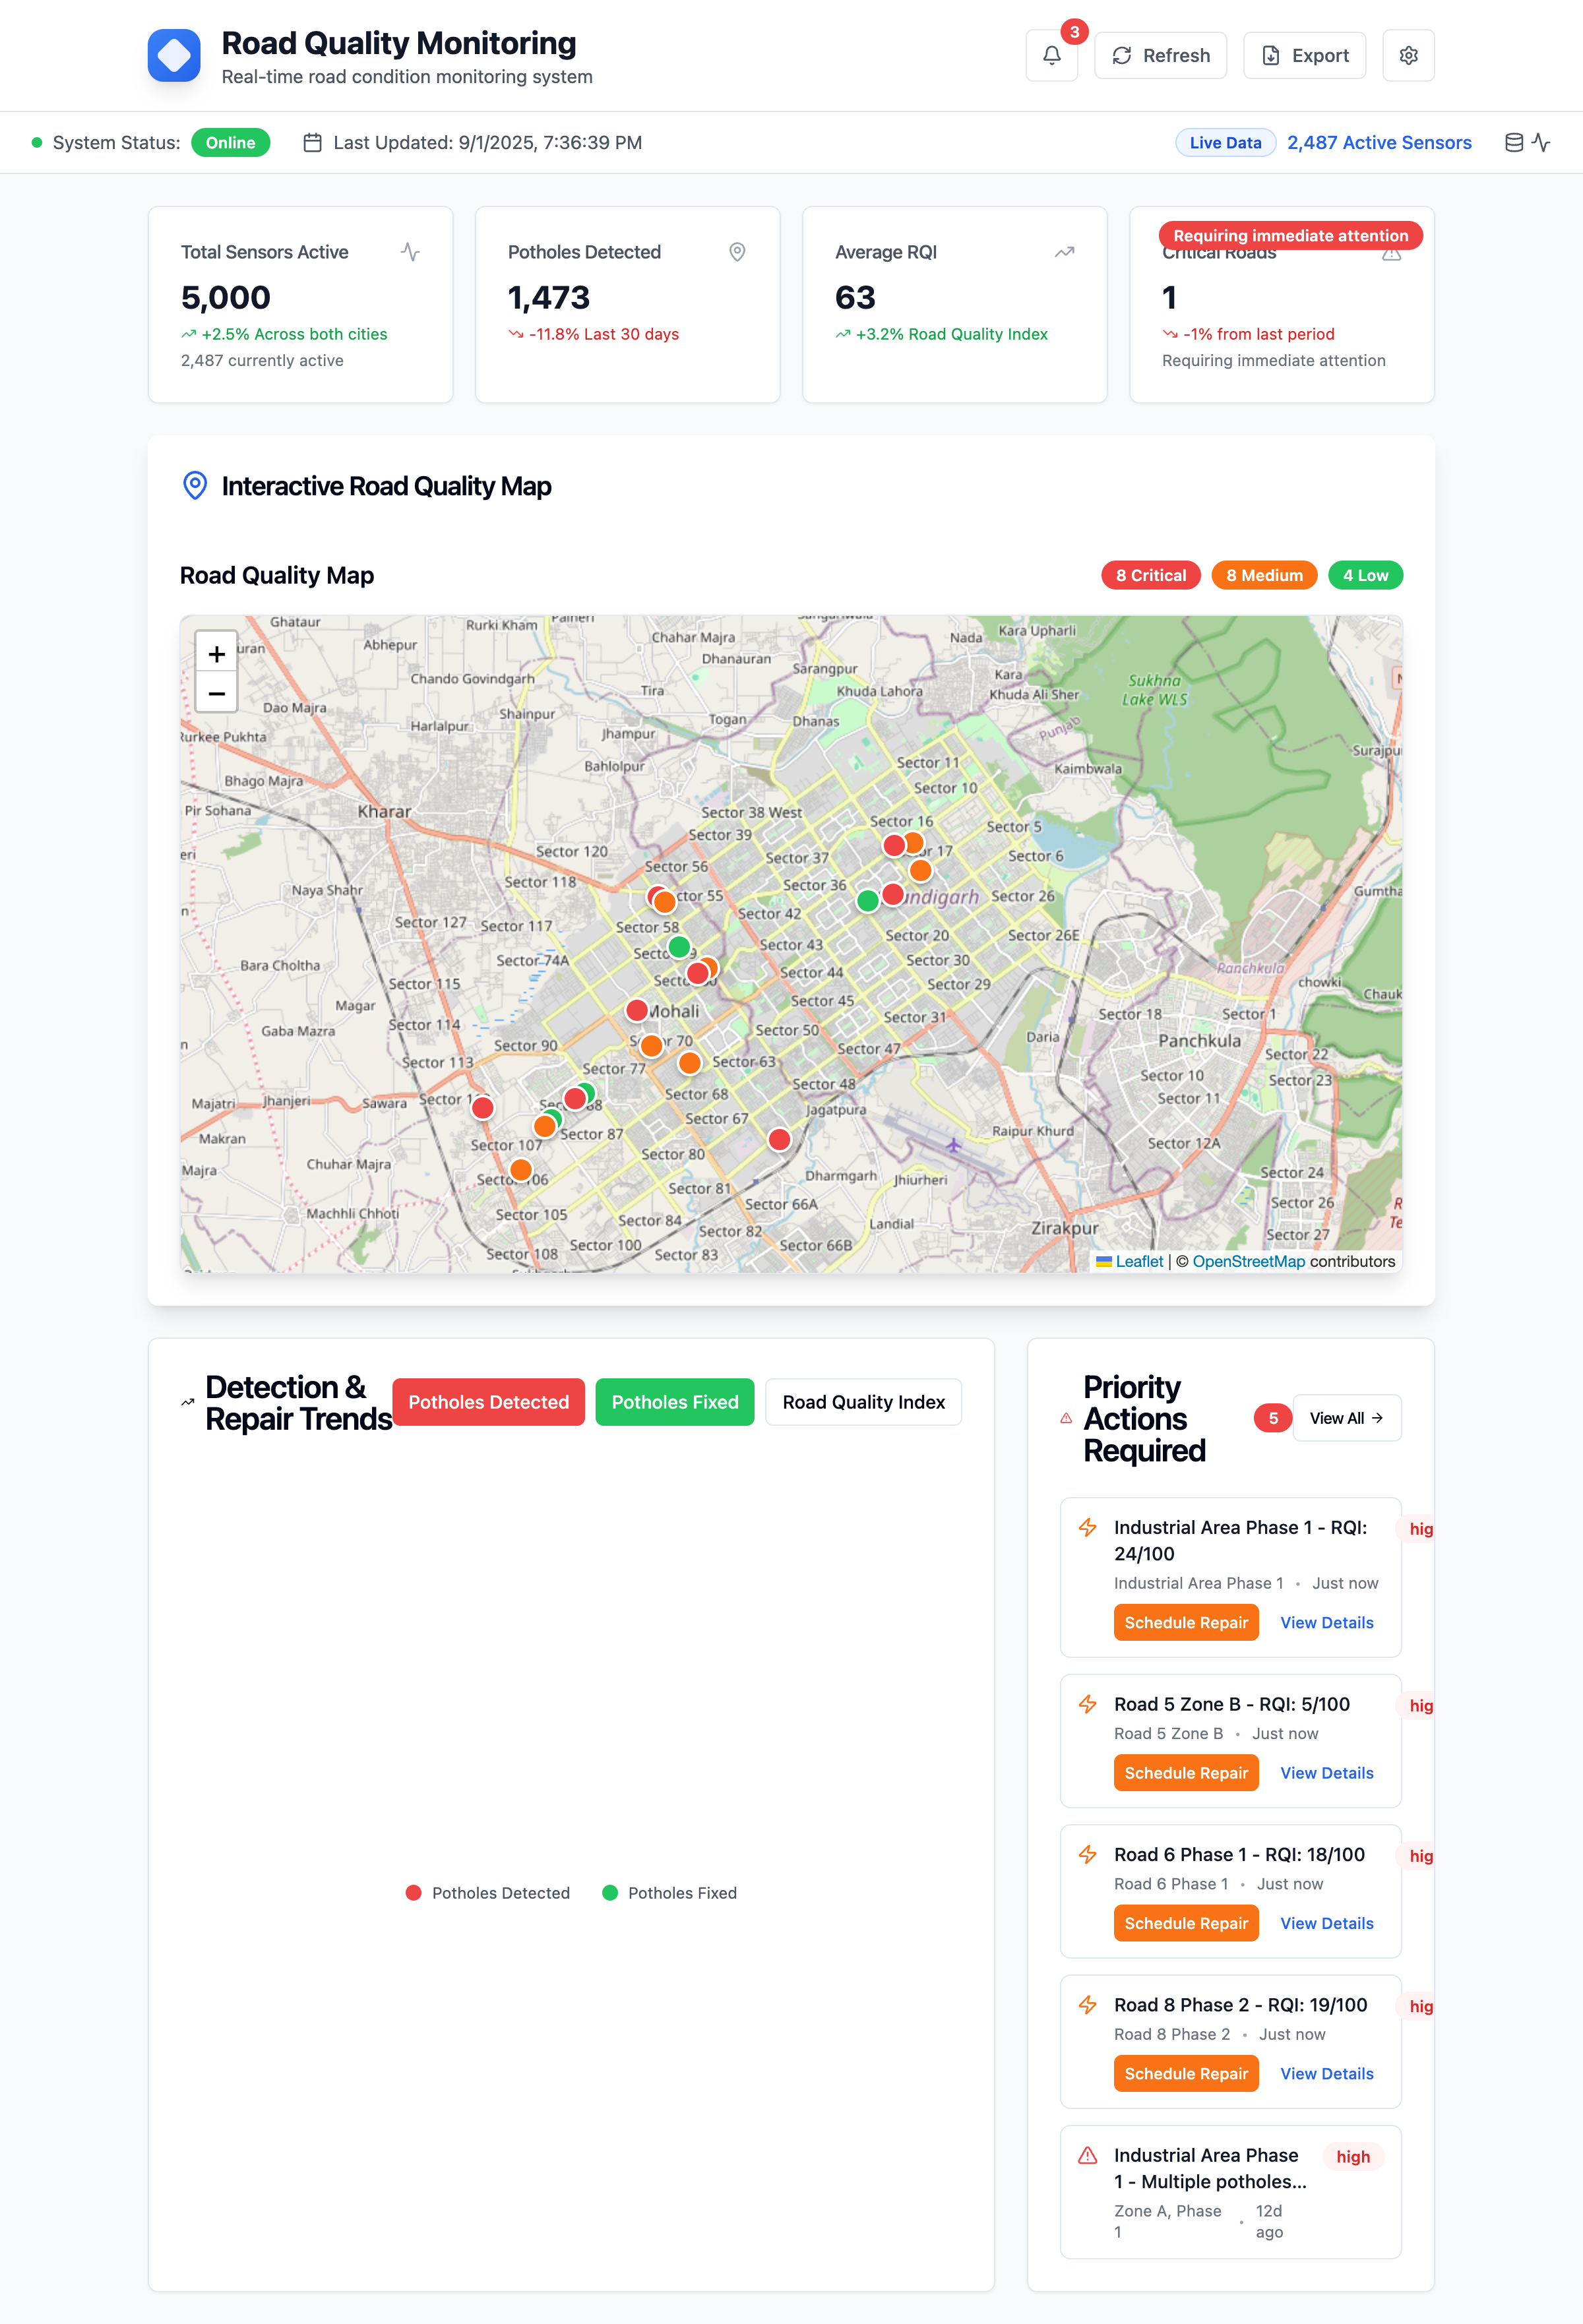 Road Quality Monitoring
Real-time road condition monitoring system
3
Refresh
Export
System Status: Online
Last Updated: 9/1/2025, 7:36:39 PM
Live Data
2,487 Active Sensors
Total Sensors Active
5,000
+2.5% Across both cities
2,487 currently active
Potholes Detected
1,473
-11.8% Last 30 days
Average RQI
63
+3.2% Road Quality Index
Requiring immediate attention
Critical Roads
1
-1% from last period
Requiring immediate attention
Interactive Road Quality Map
Road Quality Map
8 Critical
8 Medium
4 Low
+
−
Ghataur
Rurki Kham
Abhepur
Chahar Majra
Dhanauran
Nada
Kara Upharli
Sarangpur
Kara
Chando Govindgarh
Tira
Khuda Lahora
Khuda Ali Sher
Sukhna
Lake WLS
Dao Majra
Shainpur
Togan
Dhanas
Harlalpur
Jhampur
Punjab
Bahlolpur
Kaimbwala
Bhago Majra
Sector 11
Sector 10
Pir Sohana
Kharar
Sector 38 West
Sector 39
Sector 16
Sector 5
Sector 120
Sector 37
Sector 6
Sector 56
Sector 118
Sector 36
Naya Shahr
Sector 26
Sector 42
Sector 127
Sector 117
Sector 58
Sector 20
Sector 26E
Sector 43
Sector 74A
Sector 30
Bara Choltha
Sector 44
Sector 115
Sector 29
chowki
Magar
Mohali
Sector 45
Sector 31
Sector 18
Sector 1
Gaba Mazra
Sector 114
Sector 50
Daria
Panchkula
Sector 90
Sector 47
Sector 22
Sector 113
Sector 77
Sector 63
Sector 10
Sector 23
Sector 48
Sector 11
Majatri
Jhanjeri
Sawara
Sector 68
Jagatpura
Sector 67
Raipur Khurd
Makran
Sector 107
Sector 87
Sector 12A
Chuhar Majra
Sector 80
Dharmgarh
Jhiurheri
Sector 24
Sector 81
Sector 66A
Sector 26
Machhli Chhoti
Sector 105
Sector 84
Landial
Zirakpur
Sector 82
Sector 27
Sector 108
Sector 100
Sector 83
Sector 66B
Leaflet | © OpenStreetMap contributors
Detection &
Repair Trends
Potholes Detected
Potholes Fixed
Road Quality Index
Potholes Detected
Potholes Fixed
Priority
Actions
Required
5
View All
Industrial Area Phase 1 - RQI:
24/100
hig
Industrial Area Phase 1 • Just now
Schedule Repair
View Details
Road 5 Zone B - RQI: 5/100
hig
Road 5 Zone B • Just now
Schedule Repair
View Details
Road 6 Phase 1 - RQI: 18/100
hig
Road 6 Phase 1 • Just now
Schedule Repair
View Details
Road 8 Phase 2 - RQI: 19/100
hig
Road 8 Phase 2 • Just now
Schedule Repair
View Details
Industrial Area Phase
1 - Multiple potholes...
high
Zone A, Phase
1
•
12d
ago